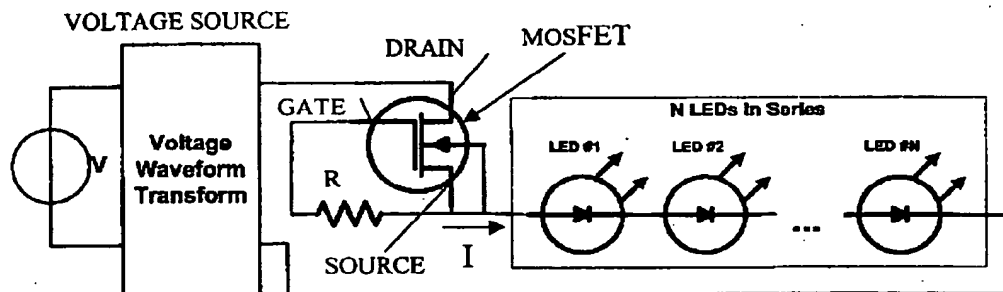 VOLTAGE SOURCE
DRAIN
MOSFET
GATE
N LEDs In Series
V
Voltage
Waveform
Transform
LED #1
LED #2
LED #N
R
...
SOURCE
I